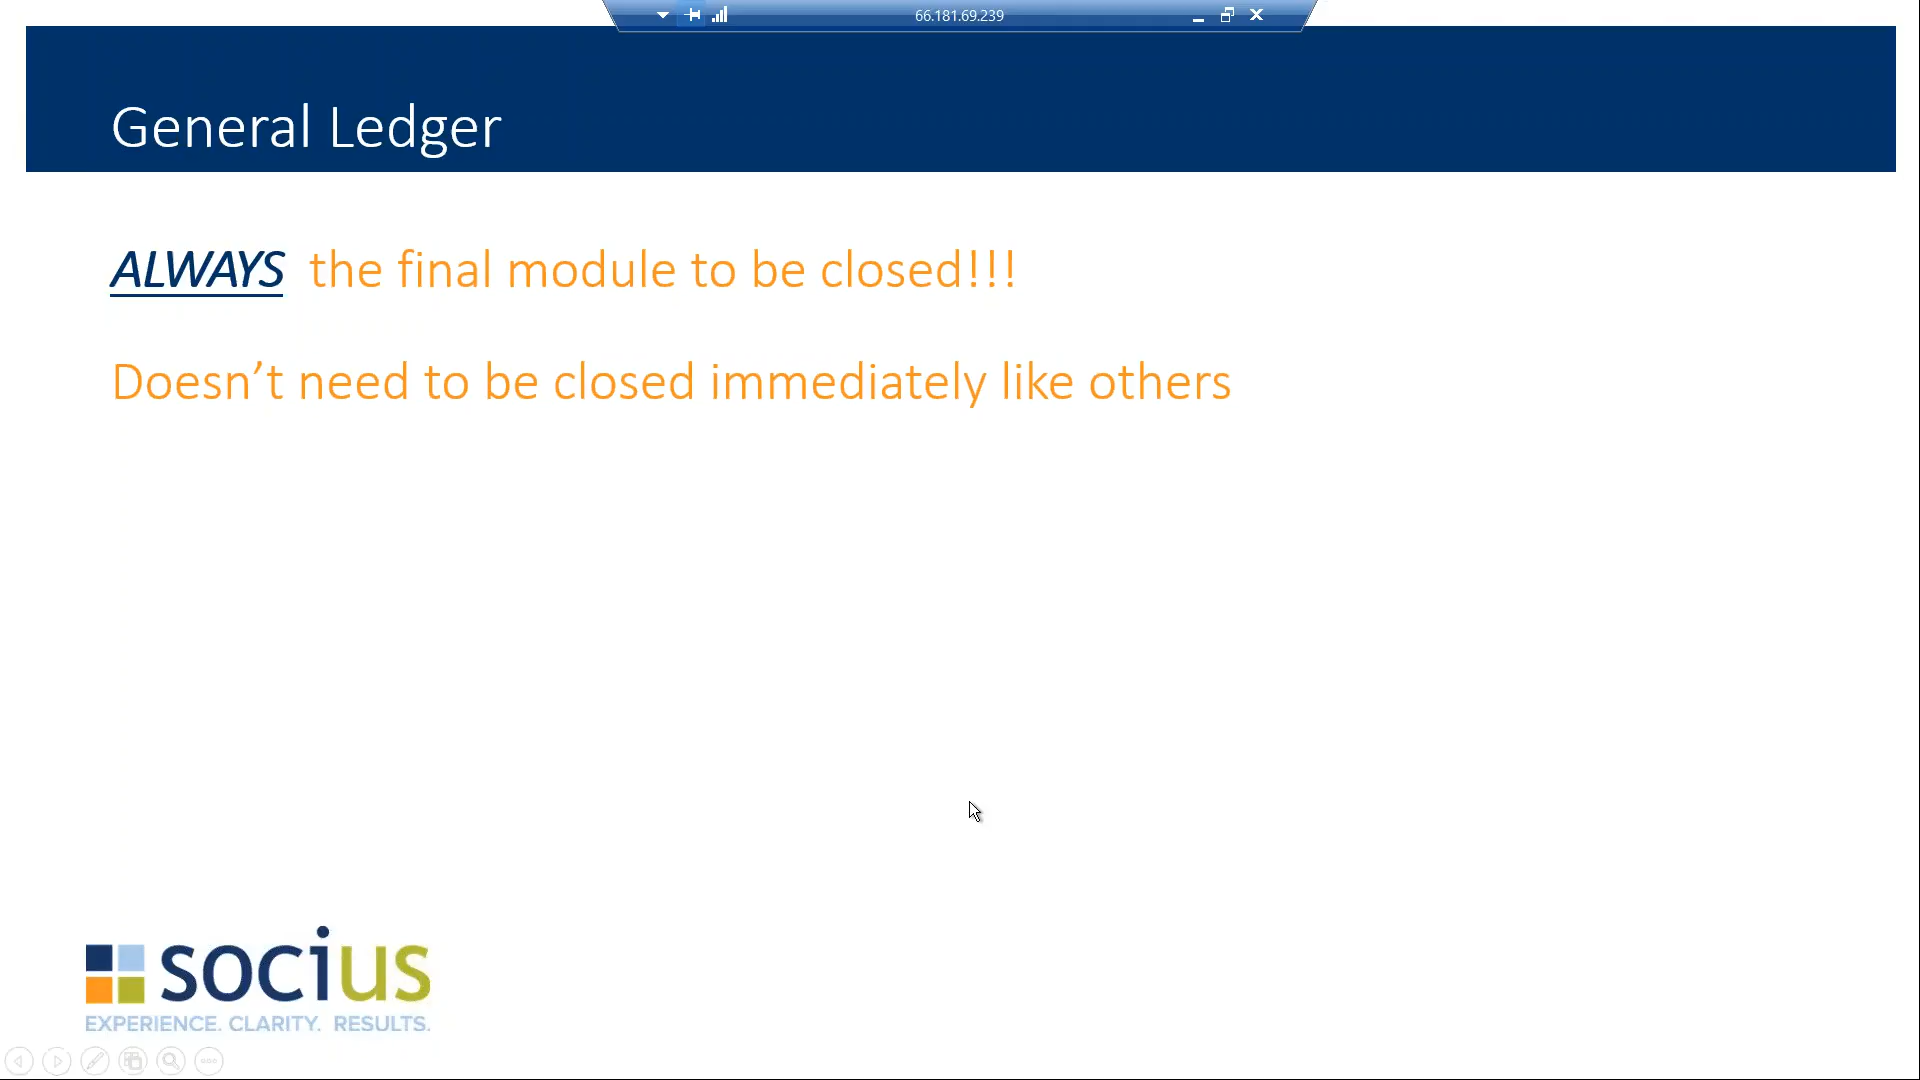 66.181.69.239
General Ledger
ALWAYS the final module to be closed!!!
Doesn’t need to be closed immediately like others
socius
EXPERIENCE. CLARITY. RESULTS.